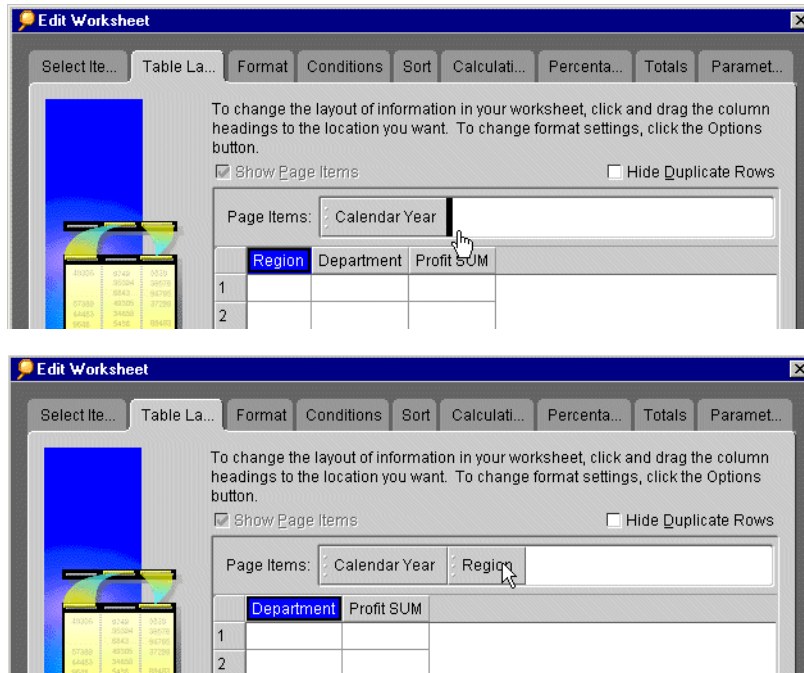 Edit Worksheet
Select Ite... Table La... Format Conditions Sort Calculati... Percenta... Totals Paramet...
To change the layout of information in your worksheet, click and drag the column
headings to the location you want. To change format settings, click the Options
button.
Show Page Items Hide Duplicate Rows
Page Items: Calendar Year
Region Department Profit SUM
1
2
Edit Worksheet
Select Ite... Table La... Format Conditions Sort Calculati... Percenta... Totals Paramet...
To change the layout of information in your worksheet, click and drag the column
headings to the location you want. To change format settings, click the Options
button.
Show Page Items Hide Duplicate Rows
Page Items: Calendar Year Region
Department Profit SUM
1
2